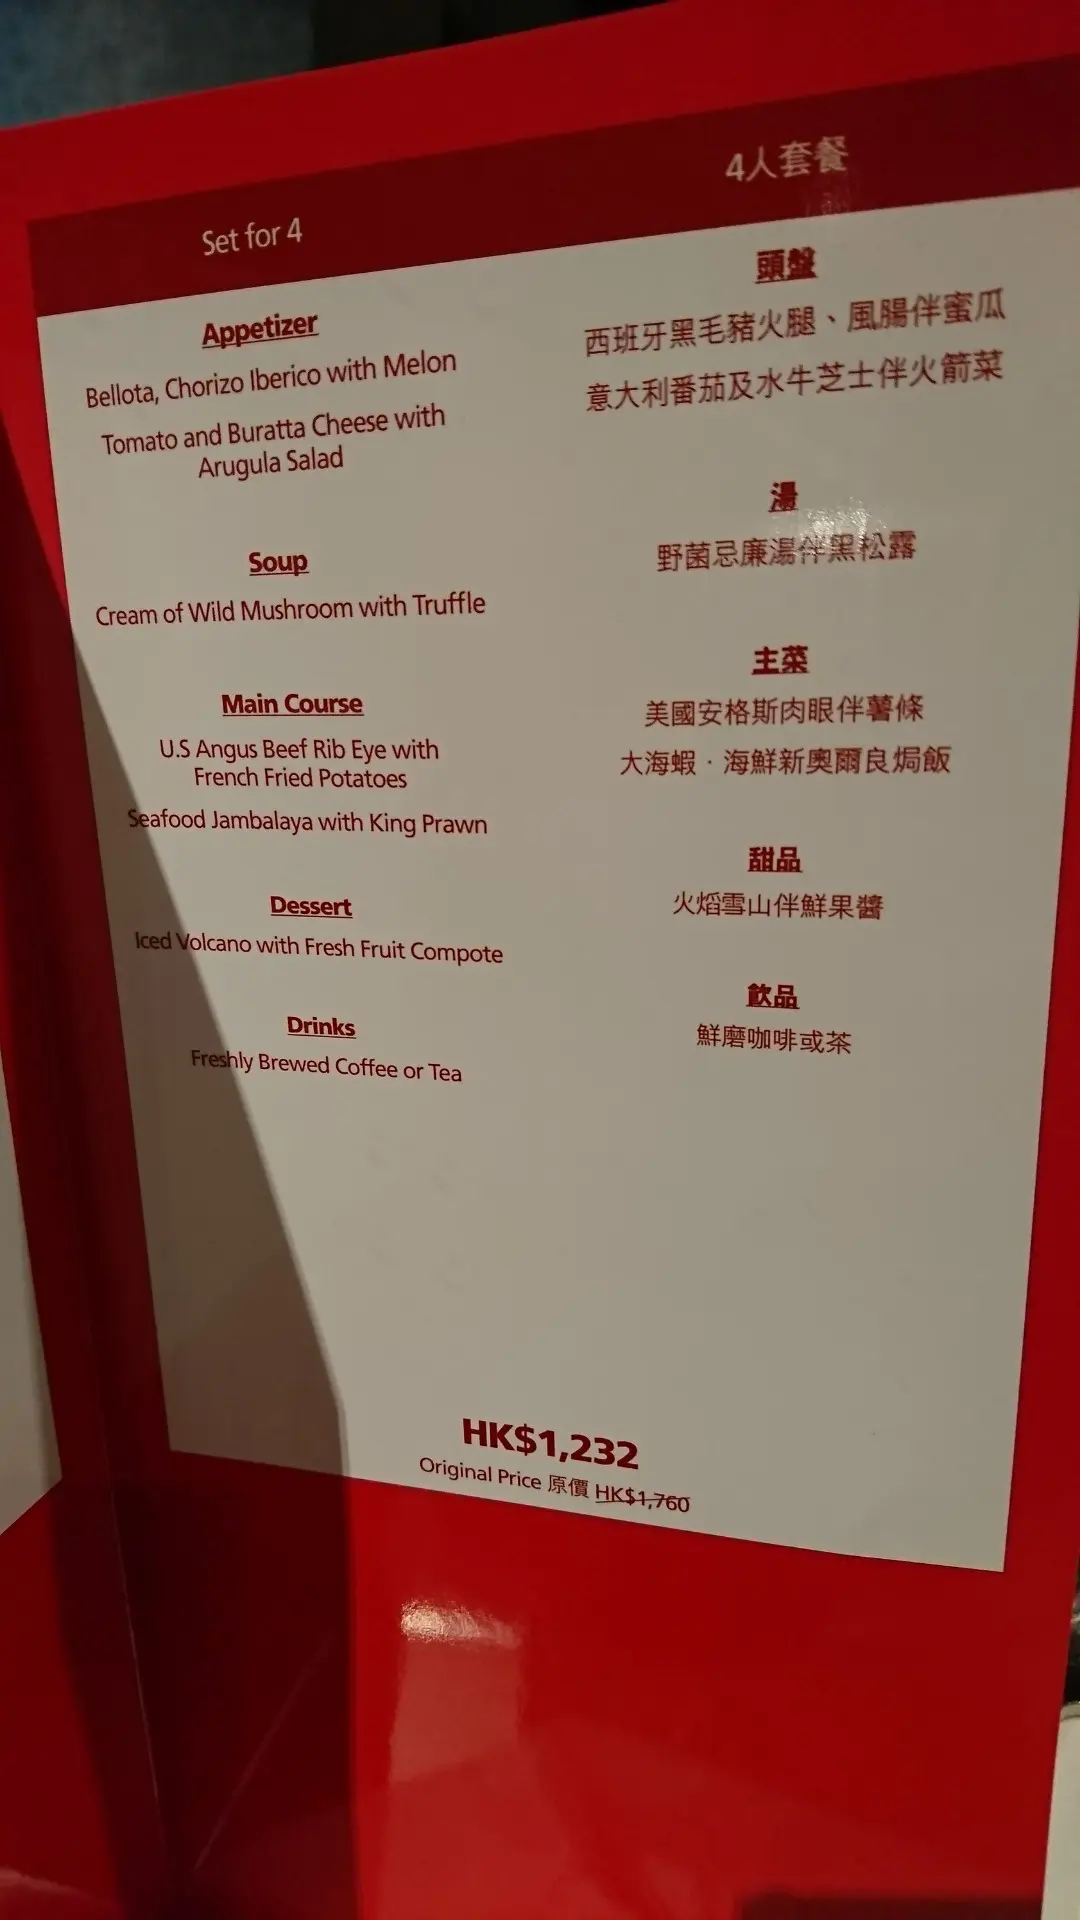 Set for 4
Appetizer
Bellota, Chorizo Iberico with Melon
Tomato and Buratta Cheese with
Arugula Salad
Soup
Cream of Wild Mushroom with Truffle
Main Course
U.S Angus Beef Rib Eye with
French Fried Potatoes
Seafood Jambalaya with King Prawn
Dessert
Iced Volcano with Fresh Fruit Compote
Drinks
Freshly Brewed Coffee or Tea
4人套餐
頭盤
西班牙黑毛豬火腿、風腸伴蜜瓜
意大利番茄及水牛芝士伴火箭菜
湯
野菌忌廉湯伴黑松露
主菜
美國安格斯肉眼伴薯條
大海蝦·海鮮新奧爾良焗飯
甜品
火焰雪山伴鮮果醬
飲品
鮮磨咖啡或茶
HK$1,232
Original Price 原價 HK$1,760